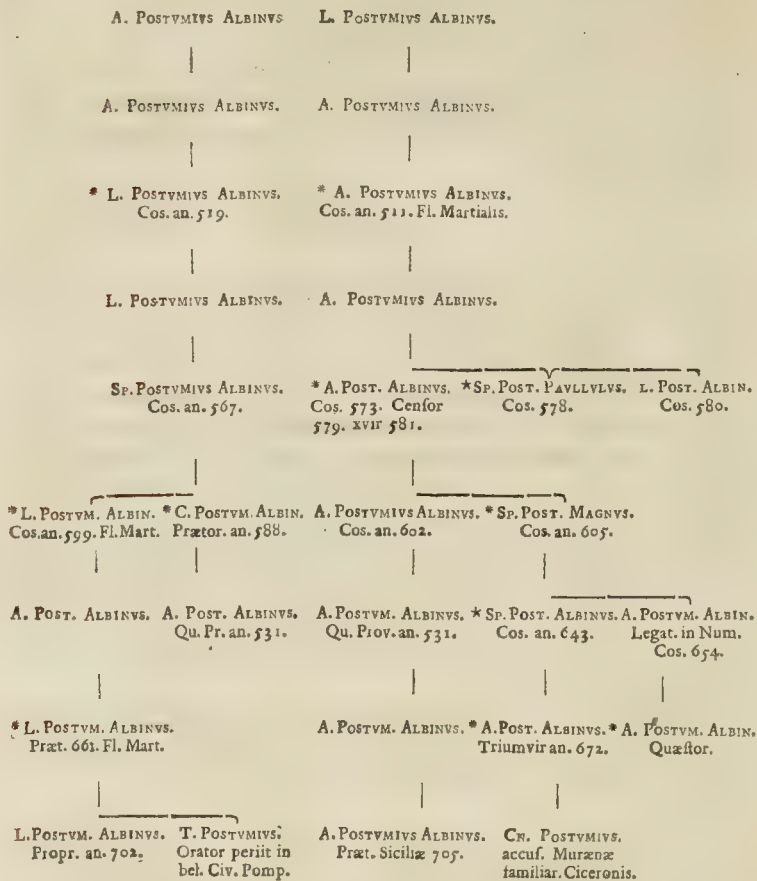 A. POSTVMIVS ALBINVS L. POSTVMIVS ALBINVS.
A. POSTVMIVS ALBINVS. A. POSTVMIVS ALBINVS.
* L. POSTVMIVS ALBINVS. * A. POSTVMIVS ALBINVS.
Cos. an. 519. Cos. an. 511. Fl. Martialis.
L. POSTVMIVS ALBINVS. A. POSTVMIVS ALBINVS.
SP. POSTVMIVS ALBINVS. * A. POST. ALBINVS. * SP. POST. PAVLLVLVS. L. POST. ALBIN.
Cos. an. 567. Cos. 573. Cenſor Cos. 578. Cos. 580.
579. xvir 581.
* L. POSTVM. ALBIN. * C. POSTVM. ALBIN. A. POSTVMIVS ALBINVS. * SP. POST. MAGNVS.
Cos. an. 599. Fl. Mart. Prætor. an. 588. Cos. an. 602. Cos. an. 605.
A. POST. ALBINVS. A. POST. ALBINVS. A. POSTVM. ALBINVS. * SP. POST. ALBINVS. A. POSTVM. ALBIN.
Qu. Pr. an. 531. Qu. Prov. an. 531. Cos. an. 643. Legat. in Num.
Cos. 654.
* L. POSTVM. ALBINVS. A. POSTVM. ALBINVS. * A. POST. ALBINVS. * A. POSTVM. ALBIN.
Præt. 661. Fl. Mart. Triumvir an. 672. Quæſtor.
L. POSTVM. ALBINVS. T. POSTVMIVS. A. POSTVMIVS ALBINVS. CN. POSTVMIVS.
Propr. an. 702. Orator periit in Præt. Siciliæ 705. accuſ. Murænæ
bel. Civ. Pomp. familiar. Ciceronis.